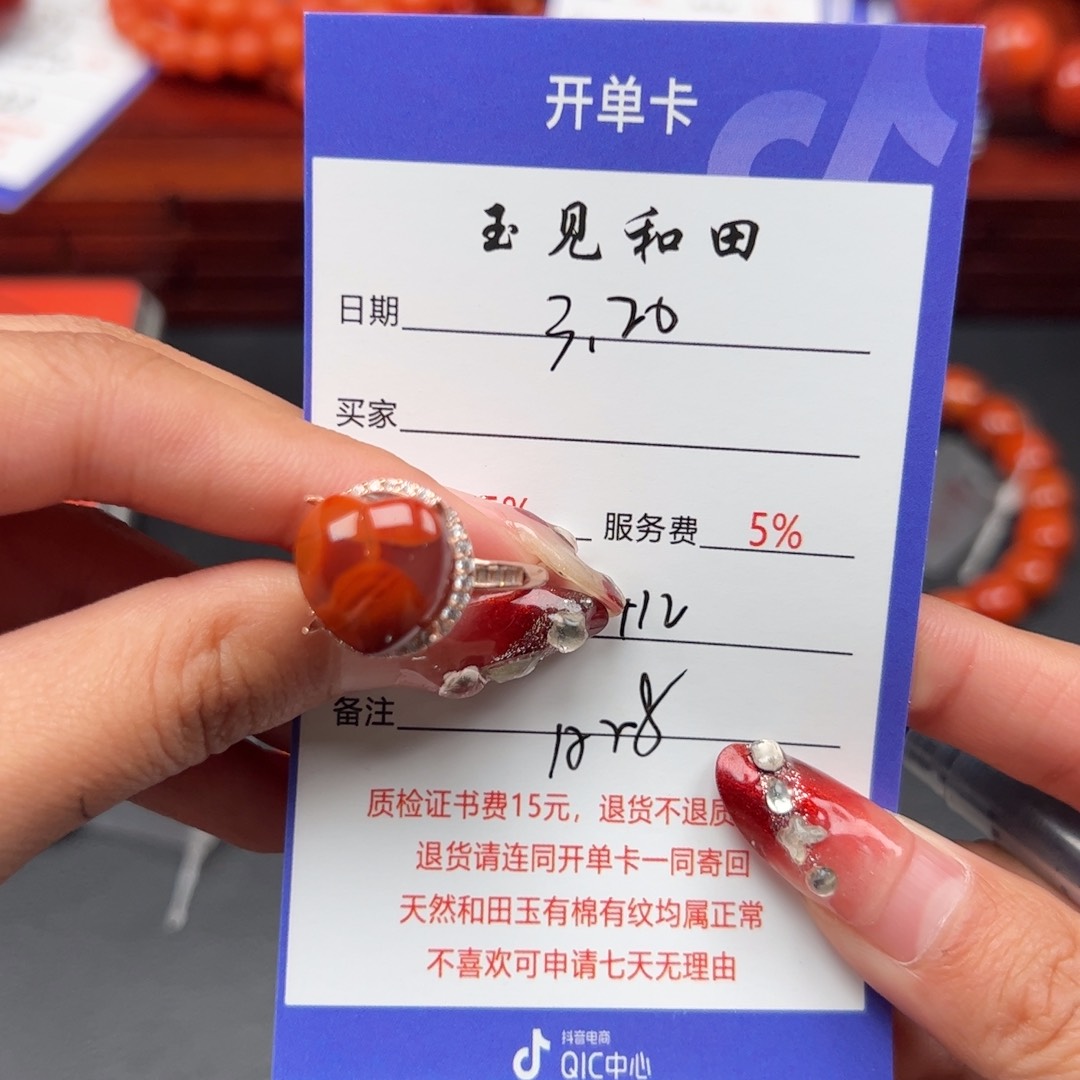 开单卡
玉见和田
日期 3.20
买家
5% 服务费 5%
+12
备注
质检证书费15元，退货不退质
退货请连同开单卡一同寄回
天然和田玉有棉有纹均属正常
不喜欢可申请七天无理由
抖音电商
QIC中心